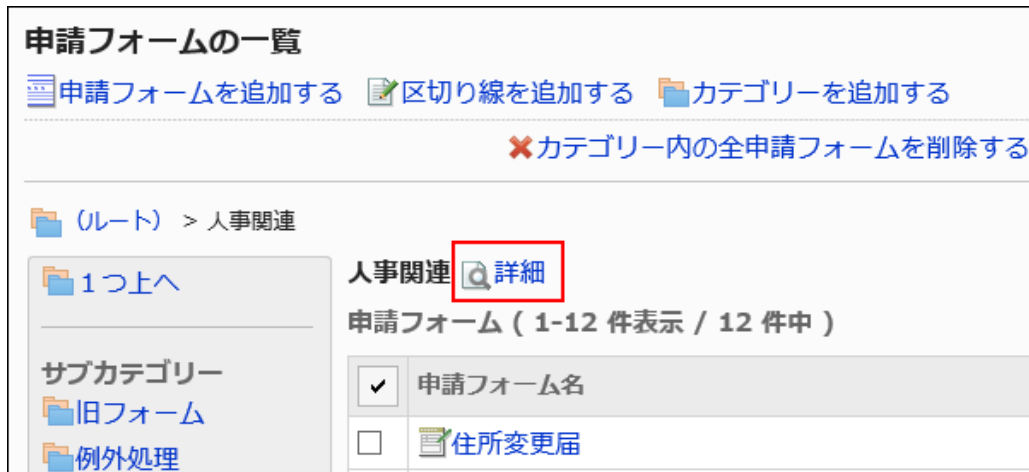 申請フォームの一覧
申請フォームを追加する 区切り線を追加する カテゴリーを追加する
カテゴリー内の全申請フォームを削除する
(ルート) > 人事関連
1つ上へ
サブカテゴリー
旧フォーム
例外処理
人事関連 詳細
申請フォーム ( 1-12 件表示 / 12 件中 )
申請フォーム名
住所変更届